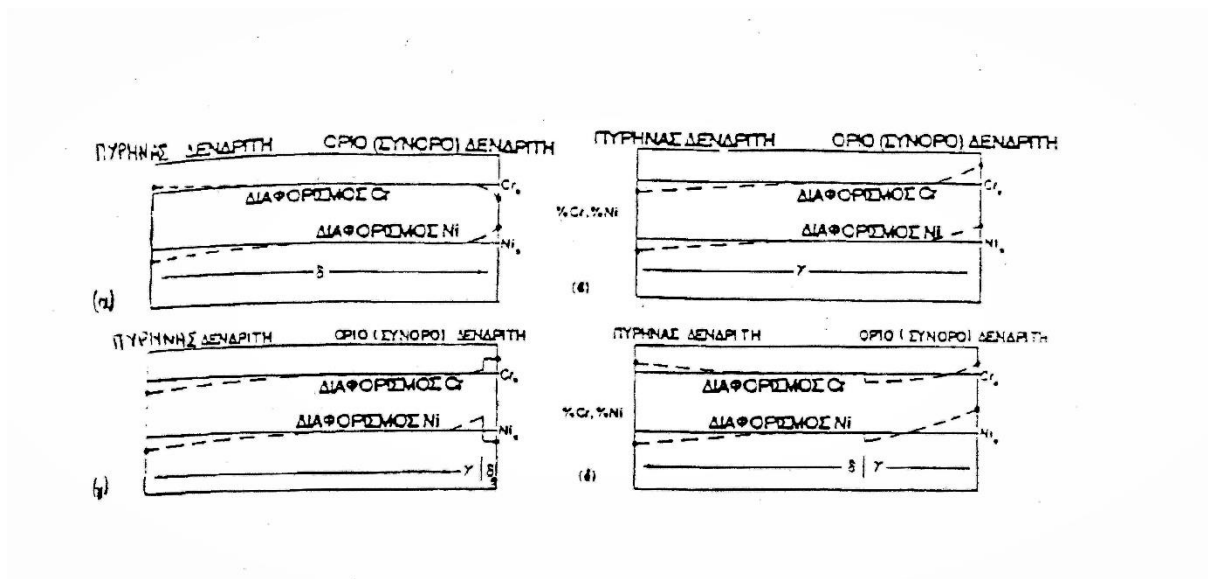 ΠΥΡΗΝΑΣ ΔΕΝΔΡΙΤΗ ΟΡΙΟ (ΣΥΝΟΡΟ) ΔΕΝΔΡΙΤΗ
Cr₀
ΔΙΑΦΟΡΙΣΜΟΣ Cr
ΔΙΑΦΟΡΙΣΜΟΣ Ni
Ni₀
δ
(α)
ΠΥΡΗΝΑΣ ΔΕΝΔΡΙΤΗ ΟΡΙΟ (ΣΥΝΟΡΟ) ΔΕΝΔΡΙΤΗ
Cr₀
ΔΙΑΦΟΡΙΣΜΟΣ Cr
%Cr,%Ni
ΔΙΑΦΟΡΙΣΜΟΣ Ni
Ni₀
γ
(β)
ΠΥΡΗΝΗΣ ΔΕΝΔΡΙΤΗ ΟΡΙΟ (ΣΥΝΟΡΟ) ΔΕΝΔΡΙΤΗ
Cr₀
ΔΙΑΦΟΡΙΣΜΟΣ Cr
ΔΙΑΦΟΡΙΣΜΟΣ Ni
Ni₀
γ δ
(γ)
ΠΥΡΗΝΑΣ ΔΕΝΔΡΙΤΗ ΟΡΙΟ (ΣΥΝΟΡΟ) ΔΕΝΔΡΙΤΗ
Cr₀
ΔΙΑΦΟΡΙΣΜΟΣ Cr
%Cr,%Ni
ΔΙΑΦΟΡΙΣΜΟΣ Ni
Ni₀
δ γ
(δ)